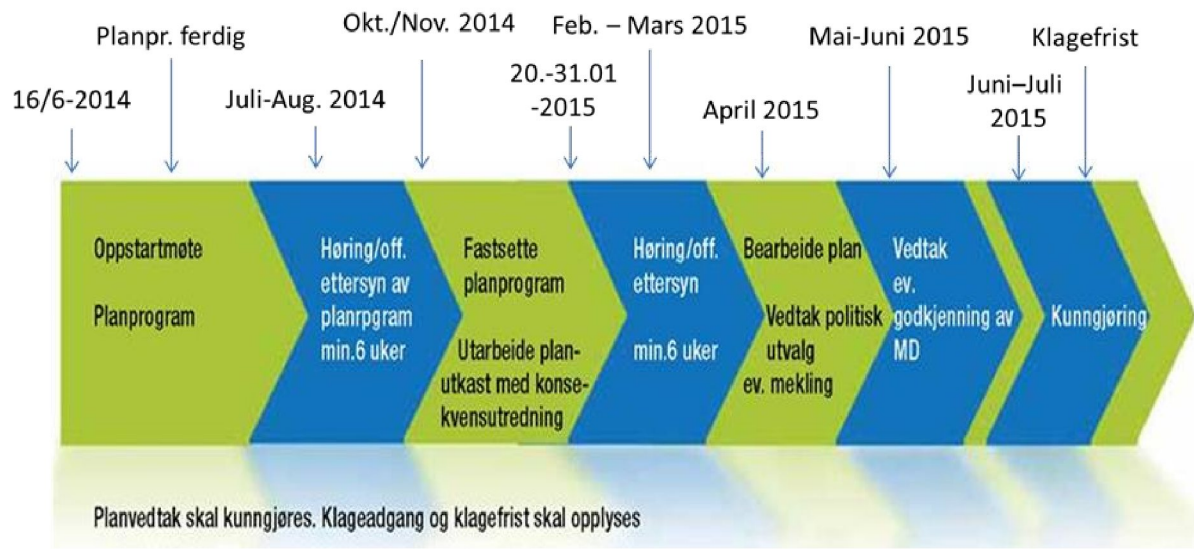 Planpr. ferdig
Okt./Nov. 2014
Feb. – Mars 2015
Mai-Juni 2015
Klagefrist
16/6-2014
Juli-Aug. 2014
20.-31.01
-2015
April 2015
Juni–Juli
2015
Oppstartmøte
Planprogram
Høring/off.
ettersyn av
planrpgram
min.6 uker
Fastsette
planprogram
Utarbeide plan-
utkast med konse-
kvensutredning
Høring/off.
ettersyn
min.6 uker
Bearbeide plan
Vedtak politisk
utvalg
ev. mekling
Vedtak
ev.
godkjenning av
MD
Kunngjøring
Planvedtak skal kunngjøres. Klageadgang og klagefrist skal opplyses